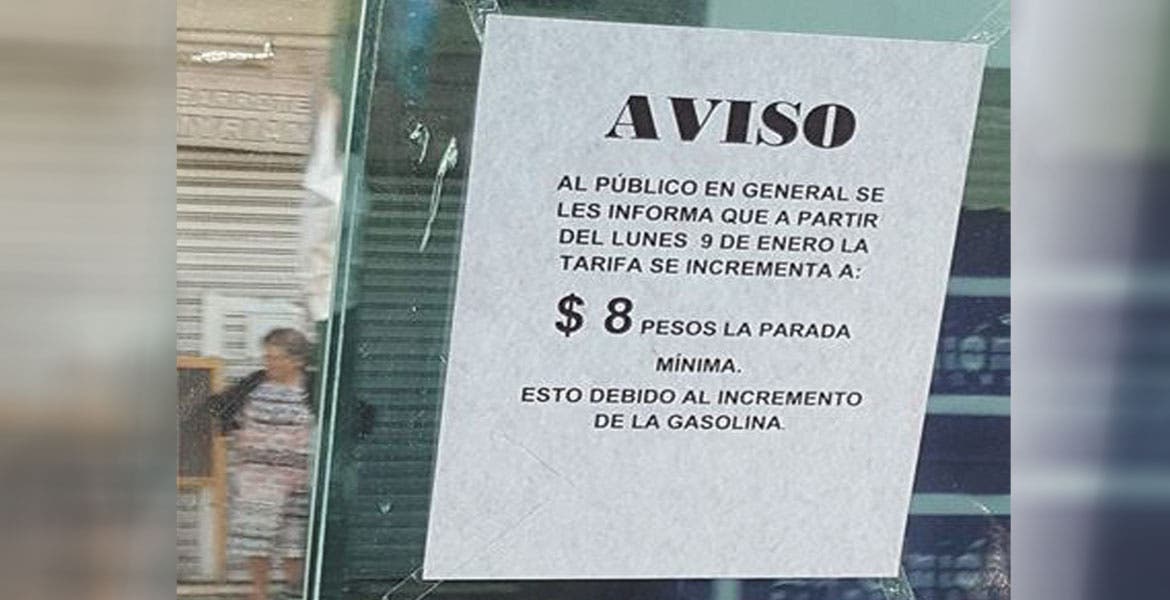 AVISO
AL PÚBLICO EN GENERAL SE
LES INFORMA QUE A PARTIR
DEL LUNES 9 DE ENERO LA
TARIFA SE INCREMENTA A:
$ 8 PESOS LA PARADA
MÍNIMA.
ESTO DEBIDO AL INCREMENTO
DE LA GASOLINA.